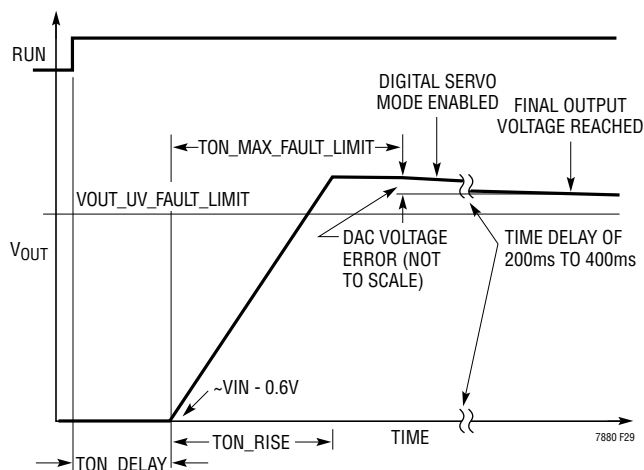 RUN
DIGITAL SERVO
MODE ENABLED
FINAL OUTPUT
VOLTAGE REACHED
TON_MAX_FAULT_LIMIT
VOUT_UV_FAULT_LIMIT
VOUT
DAC VOLTAGE
ERROR (NOT
TO SCALE)
TIME DELAY OF
200ms TO 400ms
~VIN - 0.6V
TON_RISE
TIME
7880 F29
TON_DELAY